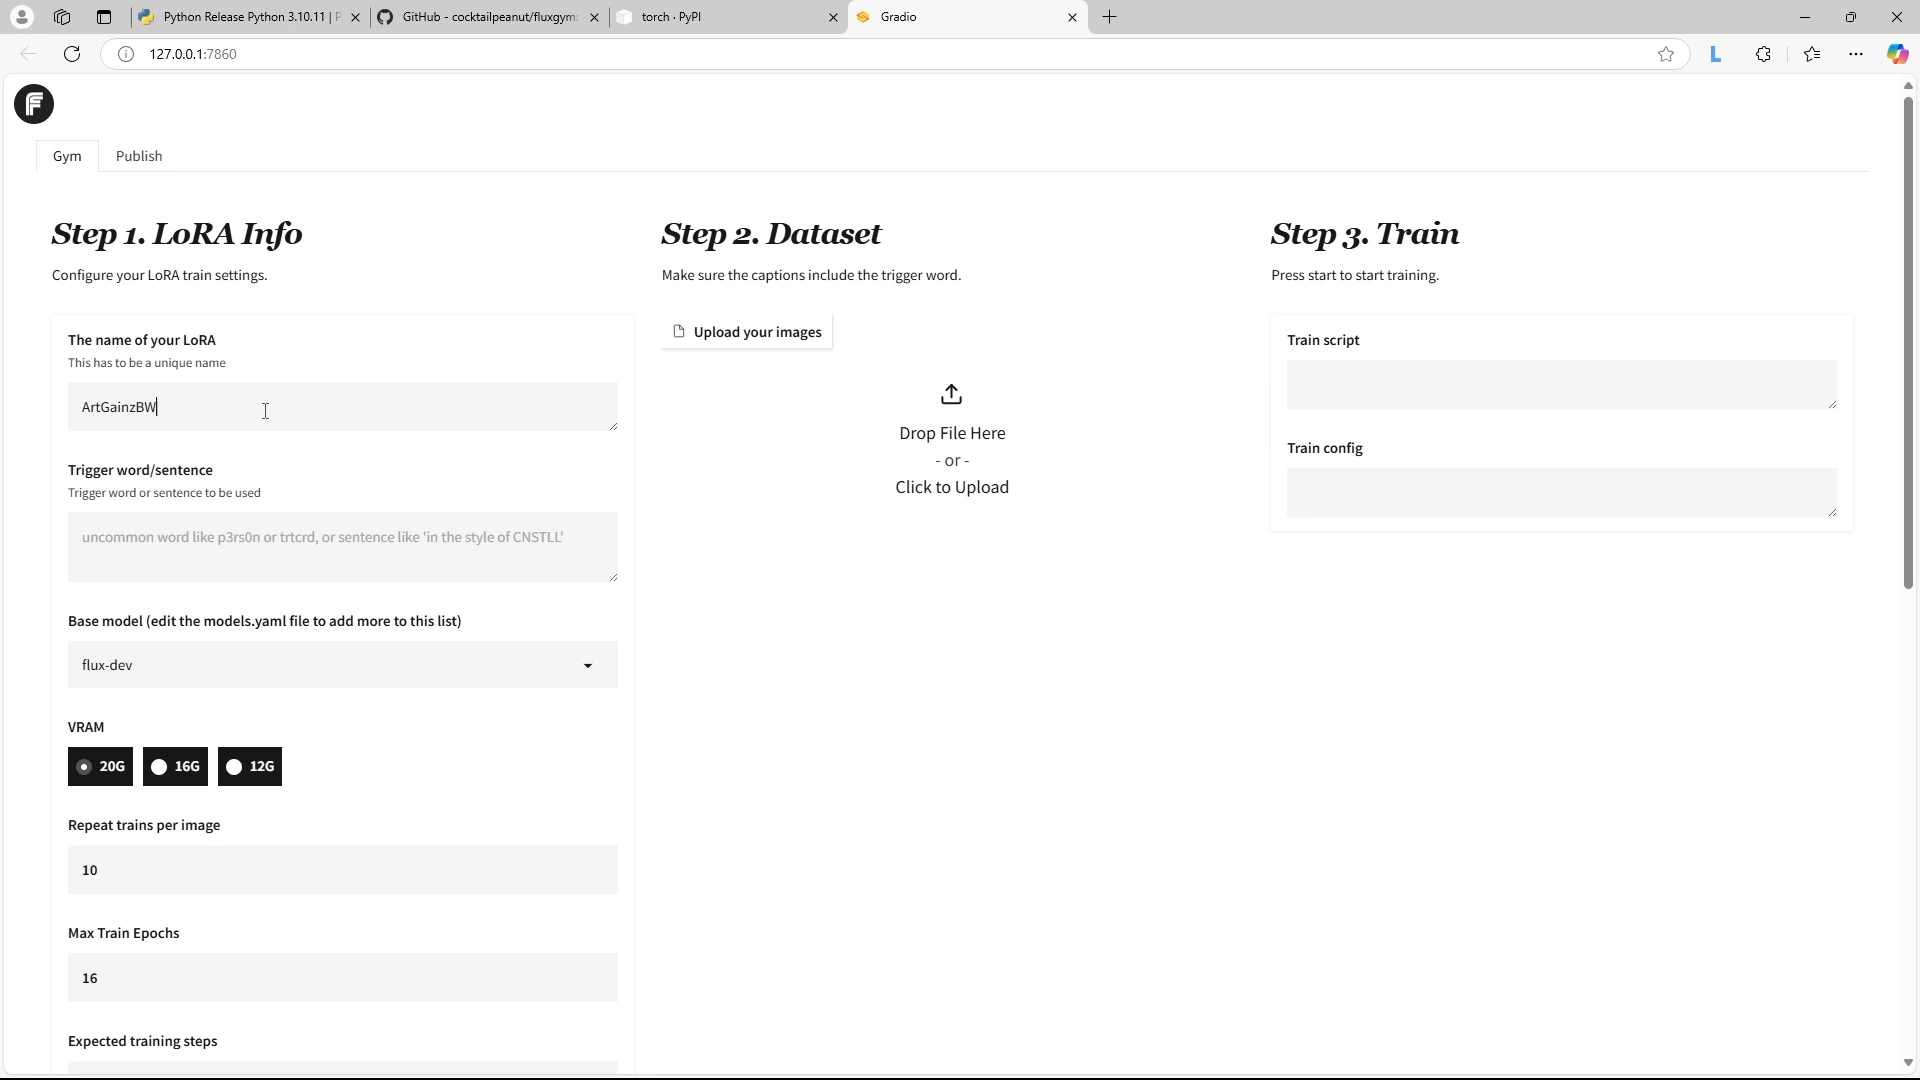 Python Release Python 3.10.11 | P
GitHub - cocktailpeanut/fluxgym:
torch · PyPI
Gradio
127.0.0.1:7860
Gym
Publish
Step 1. LoRA Info
Configure your LoRA train settings.
The name of your LoRA
This has to be a unique name
ArtGainzBW
Trigger word/sentence
Trigger word or sentence to be used
uncommon word like p3rs0n or trtcrd, or sentence like 'in the style of CNSTLL'
Base model (edit the models.yaml file to add more to this list)
flux-dev
VRAM
20G
16G
12G
Repeat trains per image
10
Max Train Epochs
16
Expected training steps
Step 2. Dataset
Make sure the captions include the trigger word.
Upload your images
Drop File Here
- or -
Click to Upload
Step 3. Train
Press start to start training.
Train script
Train config